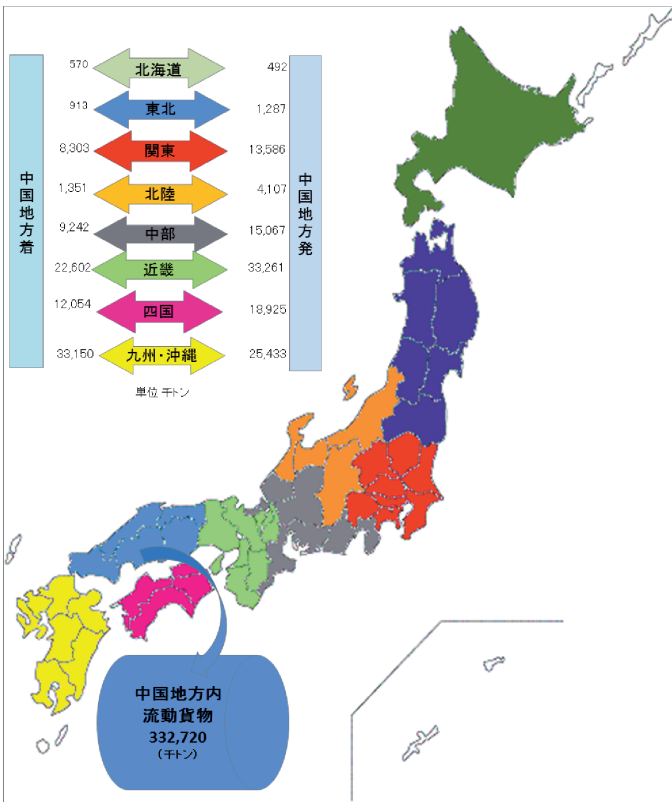 570 北海道 492
913 東北 1,287
8,303 関東 13,586
1,351 北陸 4,107
9,242 中部 15,067
22,602 近畿 33,261
12,054 四国 18,925
33,150 九州・沖縄 25,433
中国地方着
中国地方発
単位 千トン
中国地方内
流動貨物
332,720
(千トン)